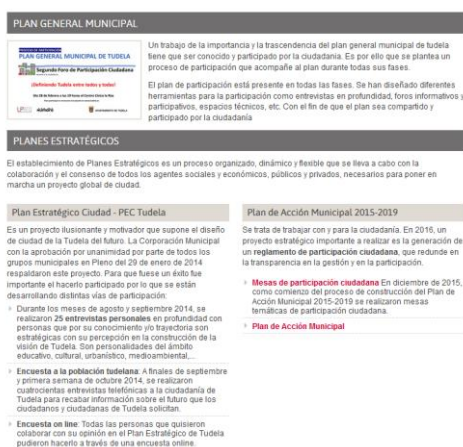 PLAN GENERAL MUNICIPAL
PLAN GENERAL MUNICIPAL DE TUDELA
Segundo Foro de Participación Ciudadana
¡Definiendo Tudela entre todos y todas!
Un trabajo de la importancia y la trascendencia del plan general municipal de tudela
tiene que ser conocido y participado por la ciudadanía. Es por ello que se plantea un
proceso de participación que acompañe al plan durante todas sus fases.
El plan de participación está presente en todas las fases. Se han diseñado diferentes
herramientas para la participación como entrevistas en profundidad, foros informativos y
participativos, espacios técnicos, etc. Con el fin de que el plan sea compartido y
participado por la ciudadanía
PLANES ESTRATÉGICOS
El establecimiento de Planes Estratégicos es un proceso organizado, dinámico y flexible que se lleva a cabo con la
colaboración y el consenso de todos los agentes sociales y económicos, públicos y privados, necesarios para poner en
marcha un proyecto global de ciudad.
Plan Estratégico Ciudad - PEC Tudela
Es un proyecto ilusionante y motivador que supone el diseño
de ciudad de la Tudela del futuro. La Corporación Municipal
con la aprobación por unanimidad por parte de todos los
grupos municipales en Pleno del 29 de enero de 2014
respaldaron este proyecto. Para que fuese un éxito fue
importante el hacerlo participado por lo que se están
desarrollando distintas vías de participación:
Durante los meses de agosto y septiembre 2014, se
realizaron 25 entrevistas personales en profundidad con
personas que por su conocimiento y/o trayectoria son
estratégicas con su percepción en la construcción de la
visión de Tudela. Son personalidades del ámbito
educativo, cultural, urbanístico, medioambiental,...
Encuesta a la población tudelana: A finales de septiembre
y primera semana de octubre 2014, se realizaron
cuatrocientas entrevistas telefónicas a la ciudadanía de
Tudela para recabar información sobre el futuro que los
ciudadanos y ciudadanas de Tudela solicitan.
Encuesta on line: Todas las personas que quisieron
colaborar con su opinión en el Plan Estratégico de Tudela
pudieron hacerlo a través de una encuesta online.
Plan de Acción Municipal 2015-2019
Se trata de trabajar con y para la ciudadanía. En 2016, un
proyecto estratégico importante a realizar es la generación de
un reglamento de participación ciudadana, que redunde en
la transparencia en la gestión y en la participación.
Mesas de participación ciudadana En diciembre de 2015,
como comienzo del proceso de construcción del Plan de
Acción Municipal 2015-2019 se realizaron mesas
temáticas de participación ciudadana.
Plan de Acción Municipal